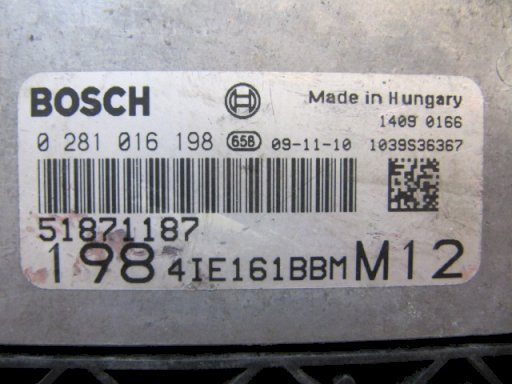 BOSCH Made in Hungary
1409 0166
0 281 016 198 658 09-11-10 1039S36367
51871187
198 4IE161BBM M12